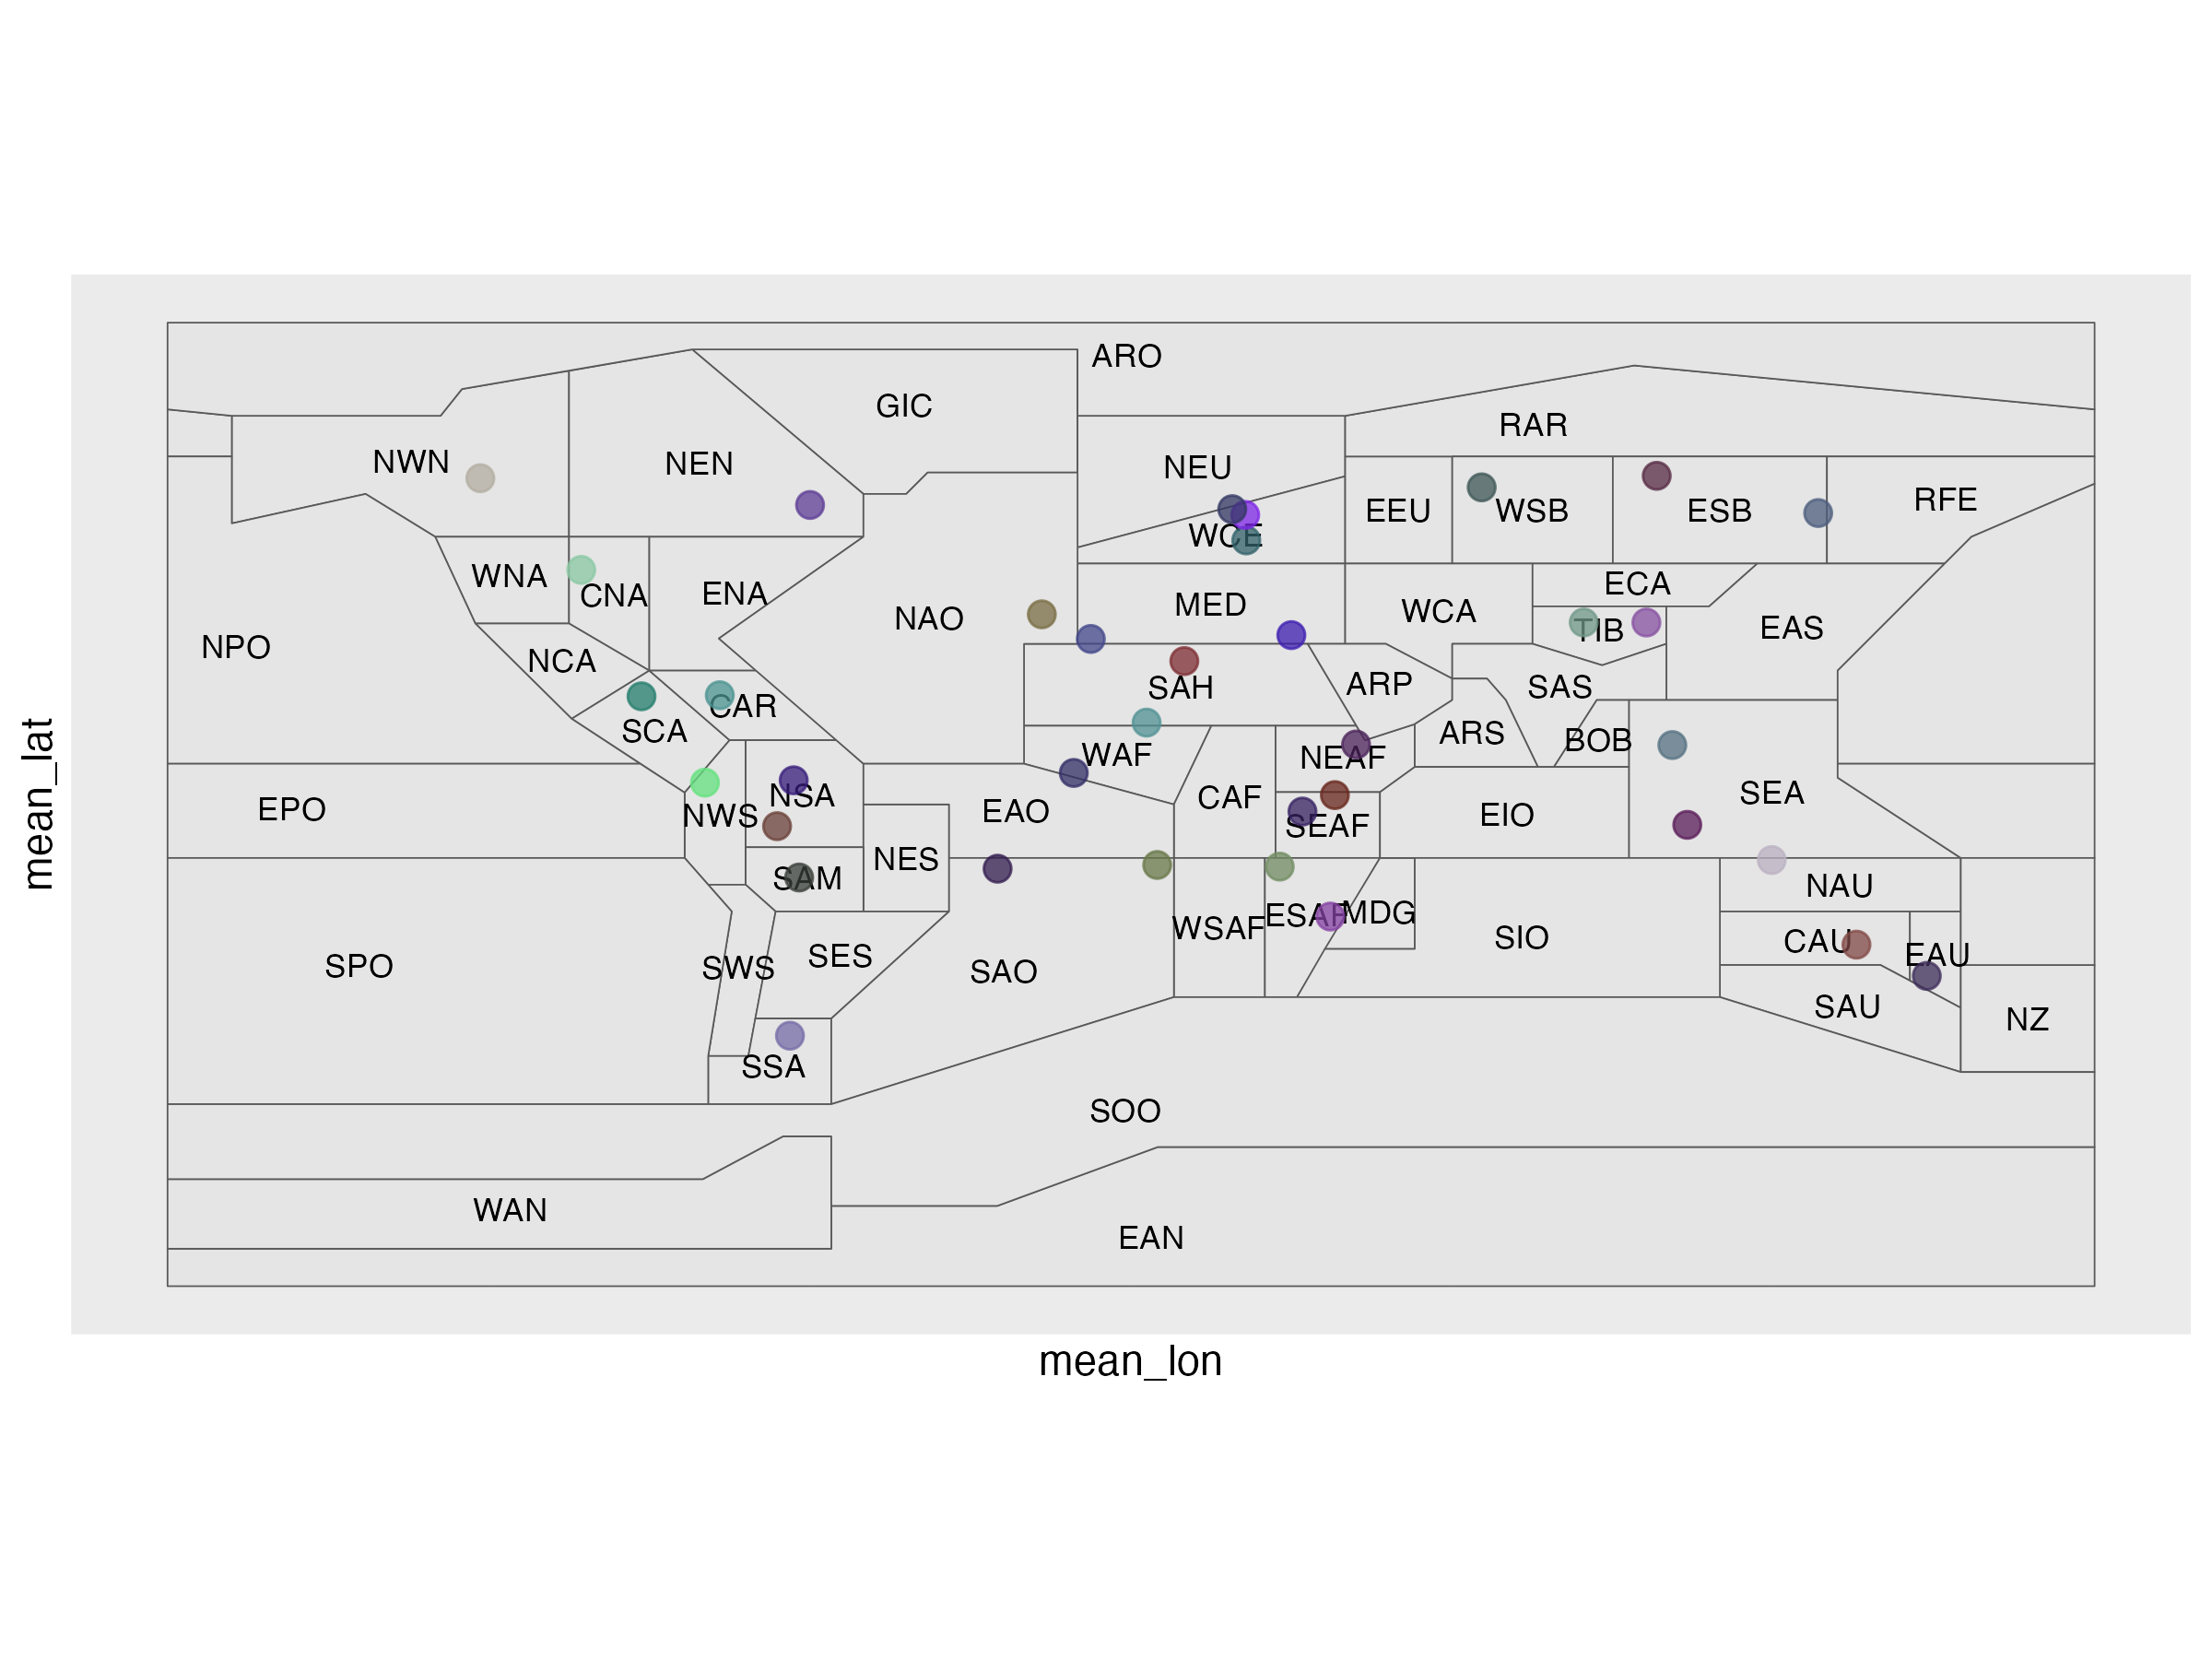 ARO
GIC
RAR
NWN
NEN
NEU
RFE
EEU
WSB
ESB
WCE
WNA
CNA
ENA
ECA
MED
WCA
NAO
TIB
EAS
NPO
NCA
SAH
ARP
SAS
CAR
SCA
ARS
BOB
WAF
NEAF
EPO
NWS
NSA
EAO
CAF
SEAF
EIO
SEA
NES
SAM
NAU
SPO
SWS
SES
SAO
WSAF
ESAF
MDG
SIO
CAU
EAU
SAU
NZ
SSA
SOO
WAN
EAN
mean_lat
mean_lon